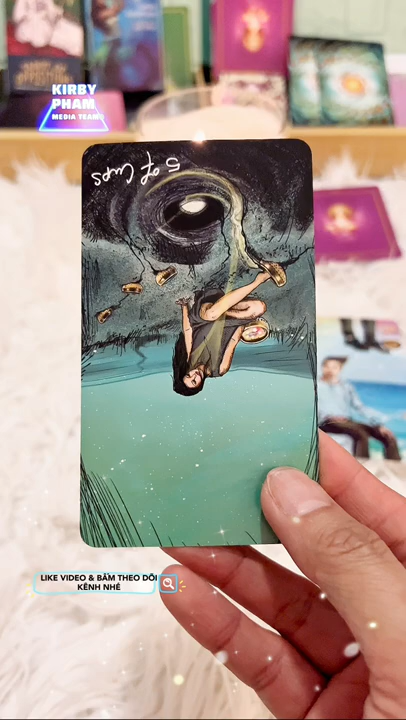 KIRBY
PHAM
MEDIA TEAM
5 of Cups
LIKE VIDEO & BẤM THEO DÕI
KÊNH NHÉ